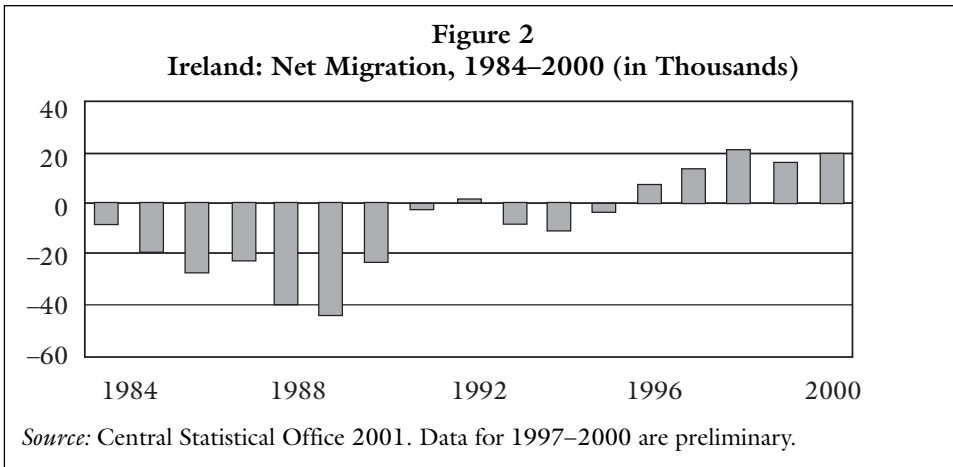 Figure 2
Ireland: Net Migration, 1984–2000 (in Thousands)
40
20
0
–20
–40
–60
1984 1988 1992 1996 2000
Source: Central Statistical Office 2001. Data for 1997–2000 are preliminary.